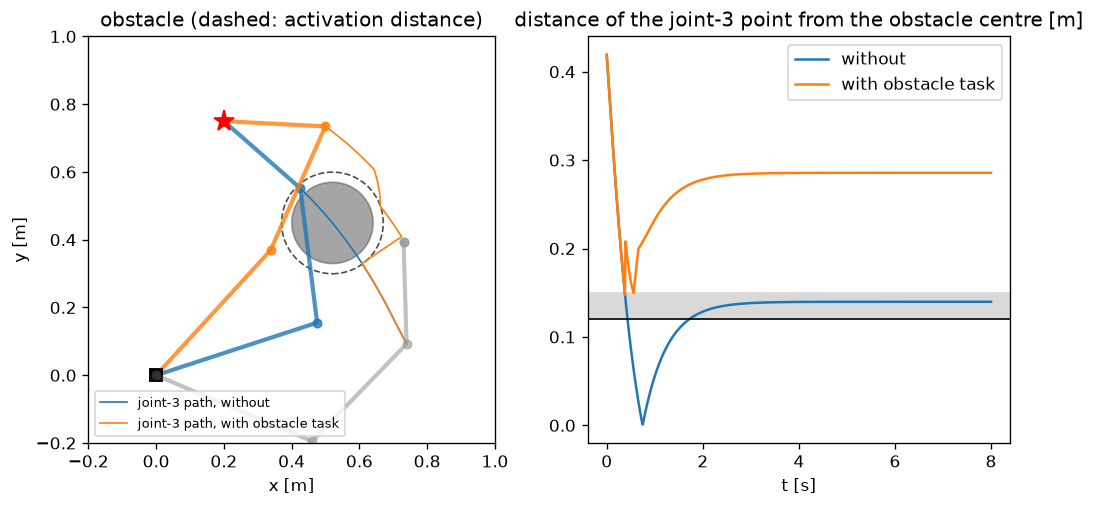 obstacle (dashed: activation distance)
1.0
0.8
0.6
0.4
0.2
0.0
−0.2
−0.2
0.0
0.2
0.4
0.6
0.8
1.0
x [m]
y [m]
joint-3 path, without
joint-3 path, with obstacle task
distance of the joint-3 point from the obstacle centre [m]
0.4
0.3
0.2
0.1
0.0
0
2
4
6
8
t [s]
without
with obstacle task